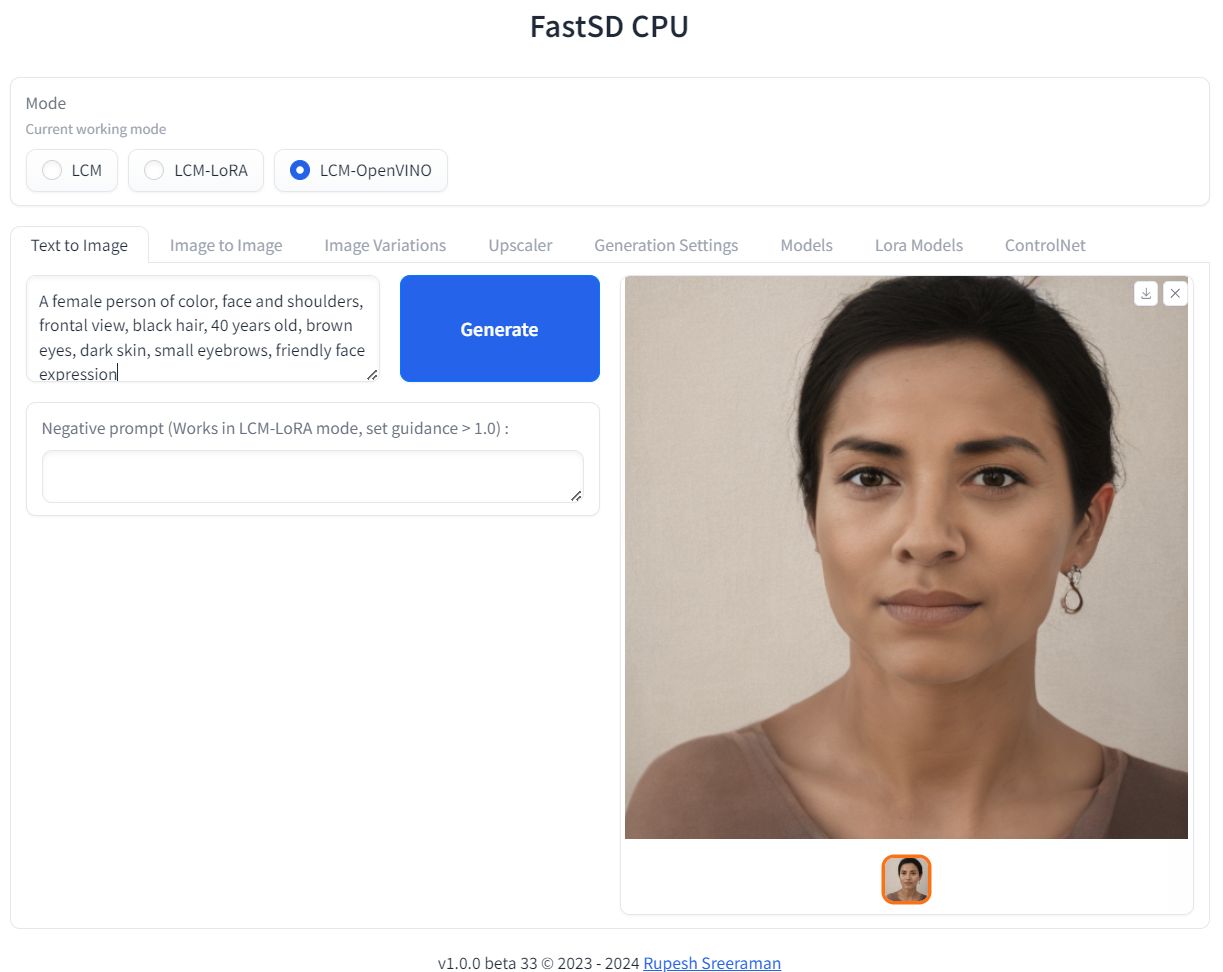 FastSD CPU
Mode
Current working mode
LCM
LCM-LoRA
LCM-OpenVINO
Text to Image
Image to Image
Image Variations
Upscaler
Generation Settings
Models
Lora Models
ControlNet
A female person of color, face and shoulders,
frontal view, black hair, 40 years old, brown
eyes, dark skin, small eyebrows, friendly face
expression
Generate
Negative prompt (Works in LCM-LoRA mode, set guidance > 1.0) :
v1.0.0 beta 33 © 2023 - 2024 Rupesh Sreeraman